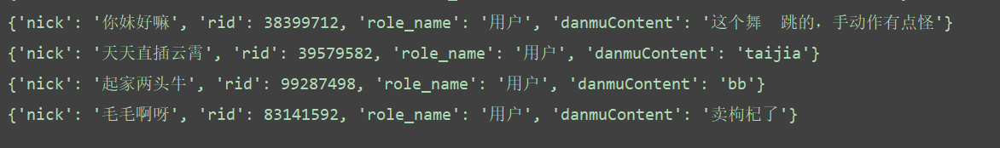 {'nick': '你妹好嘛', 'rid': 38399712, 'role_name': '用户', 'danmuContent': '这个舞  跳的，手动作有点怪'}
{'nick': '天天直插云霄', 'rid': 39579582, 'role_name': '用户', 'danmuContent': 'taijia'}
{'nick': '起家两头牛', 'rid': 99287498, 'role_name': '用户', 'danmuContent': 'bb'}
{'nick': '毛毛啊呀', 'rid': 83141592, 'role_name': '用户', 'danmuContent': '卖枸杞了'}